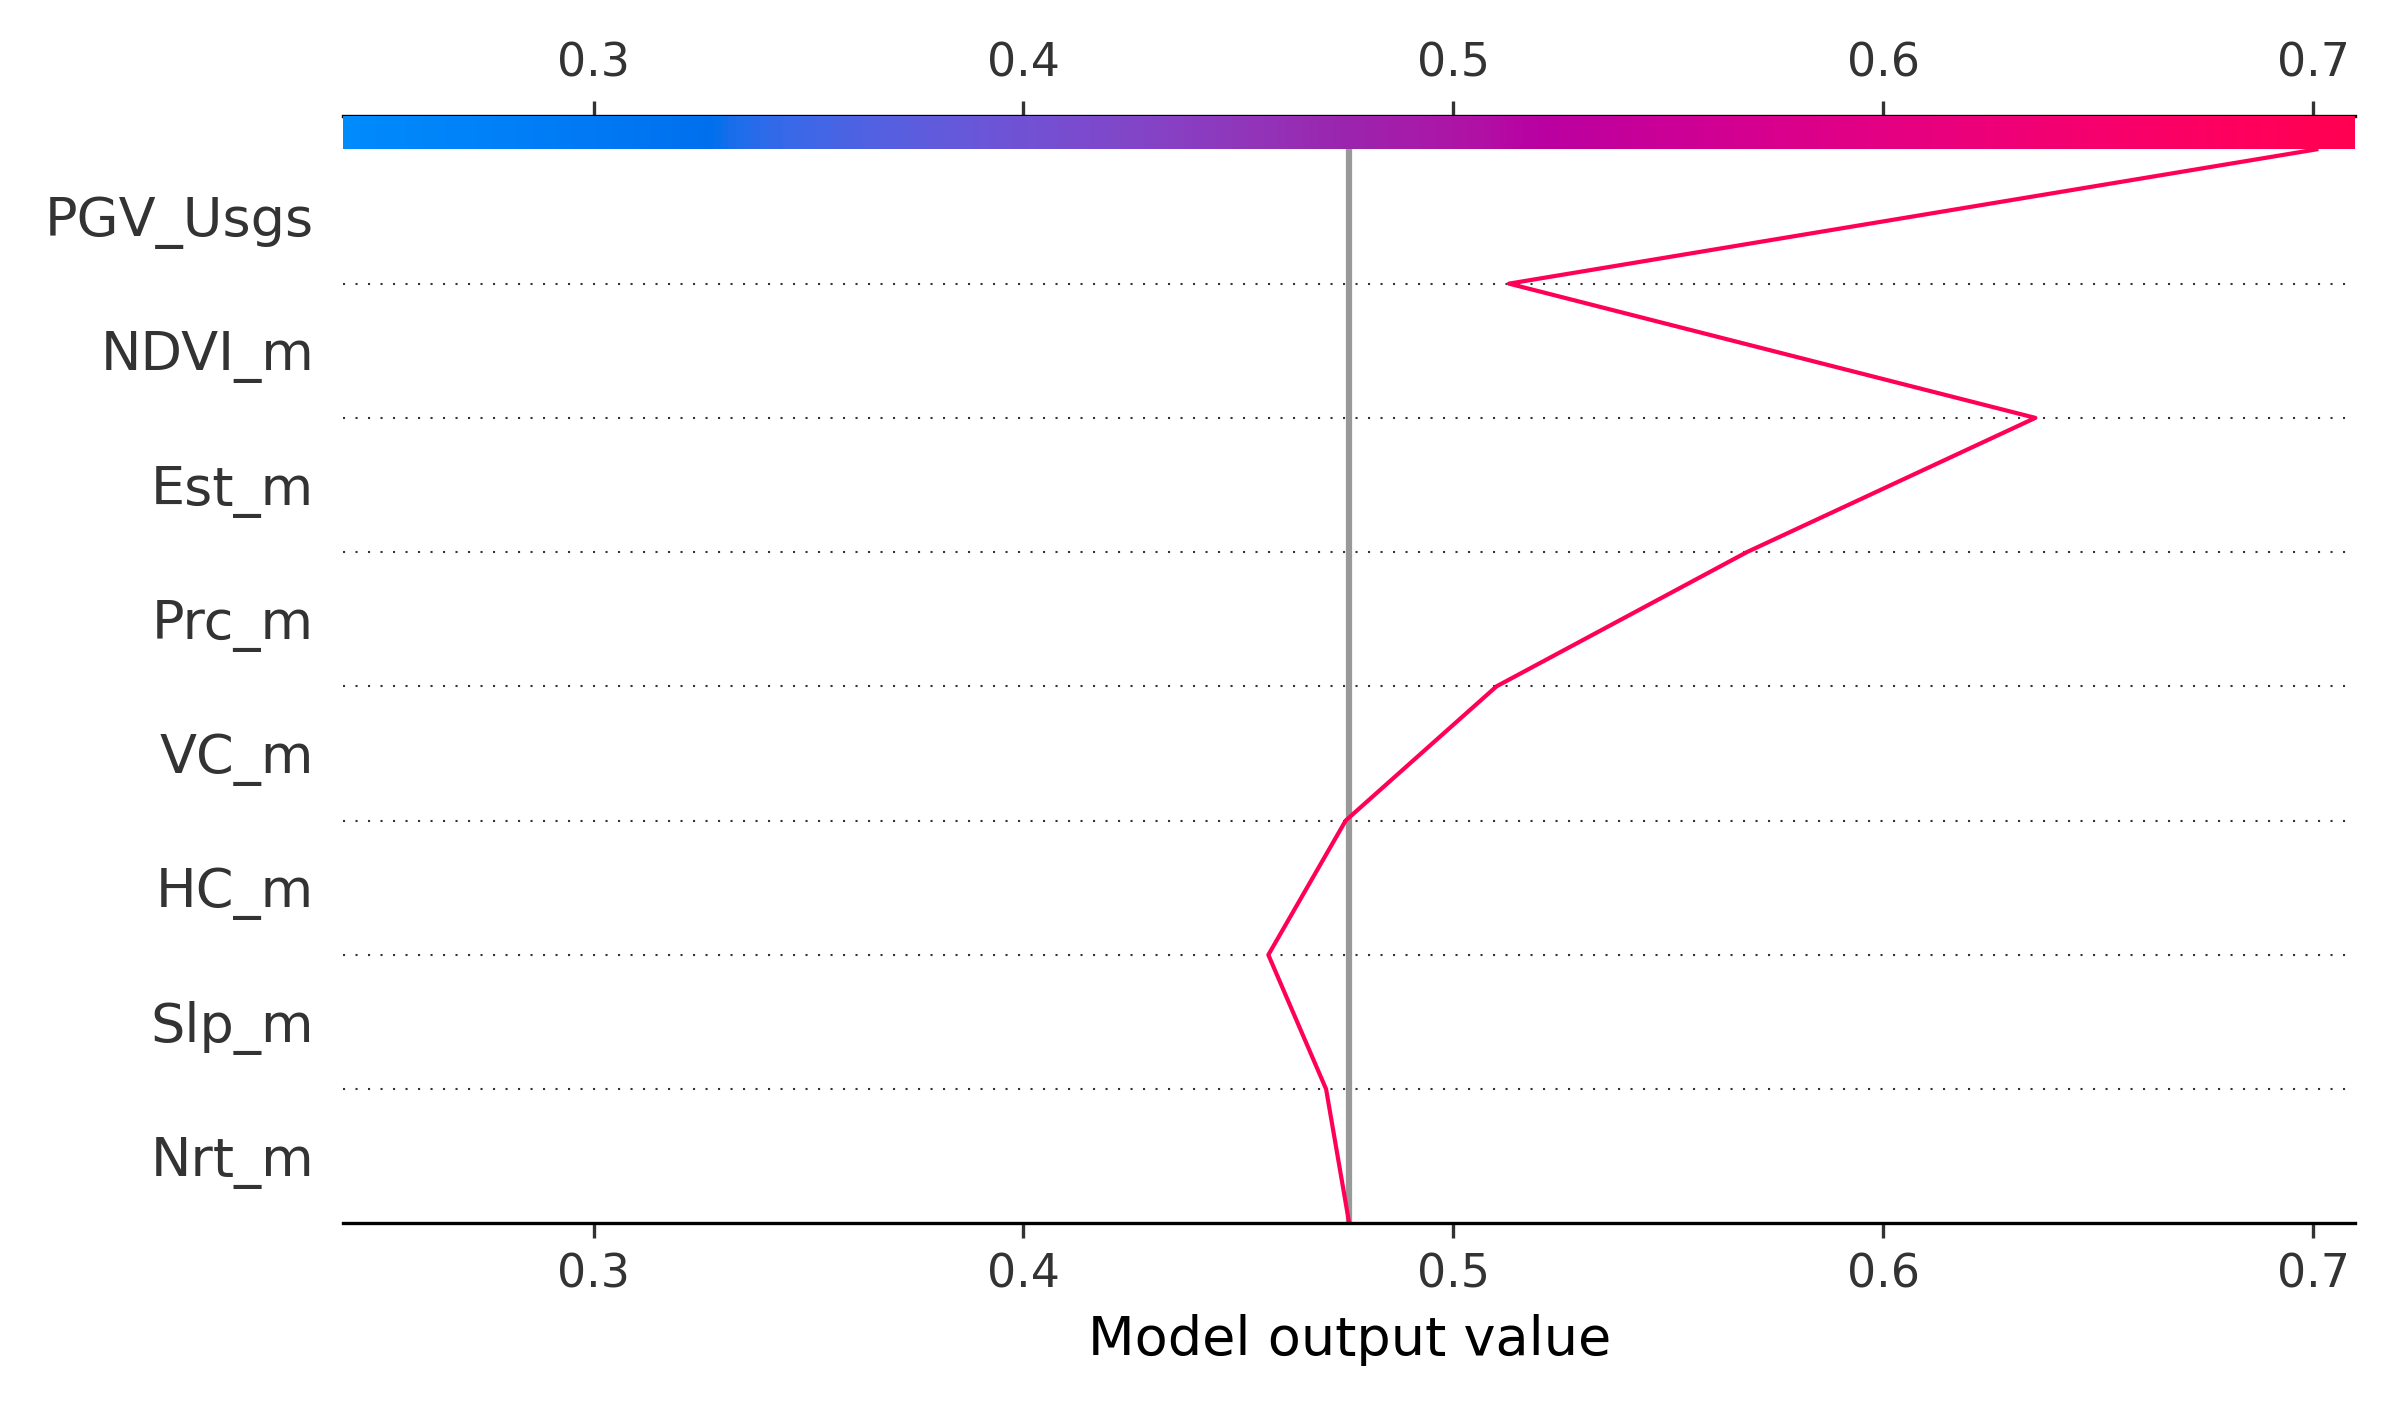 0.3 0.4 0.5 0.6 0.7
PGV_Usgs
NDVI_m
Est_m
Prc_m
VC_m
HC_m
Slp_m
Nrt_m
0.3 0.4 0.5 0.6 0.7
Model output value